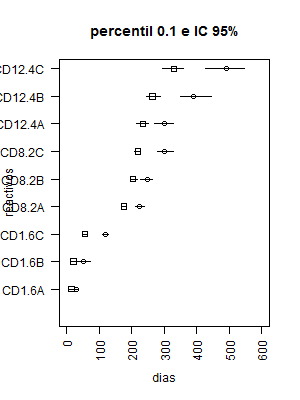 percentil 0.1 e IC 95%
CD12.4C
CD12.4B
CD12.4A
CD8.2C
CD8.2B
CD8.2A
CD1.6C
CD1.6B
CD1.6A
reactivos
0 100 200 300 400 500 600
dias